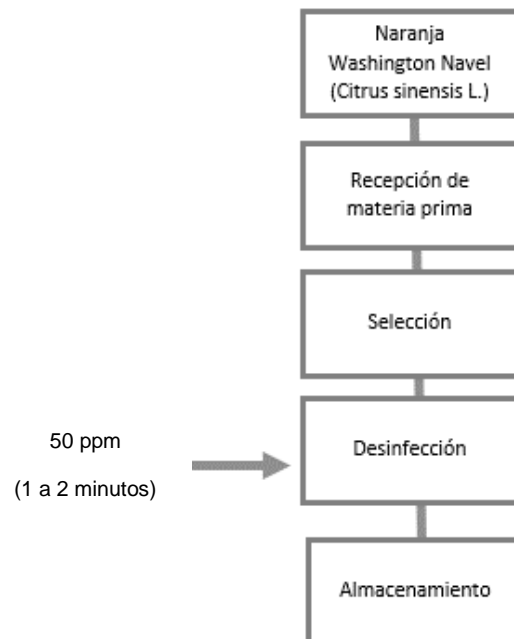 Naranja
Washington Navel
(Citrus sinensis L.)
Recepción de
materia prima
Selección
50 ppm
(1 a 2 minutos)
Desinfección
Almacenamiento